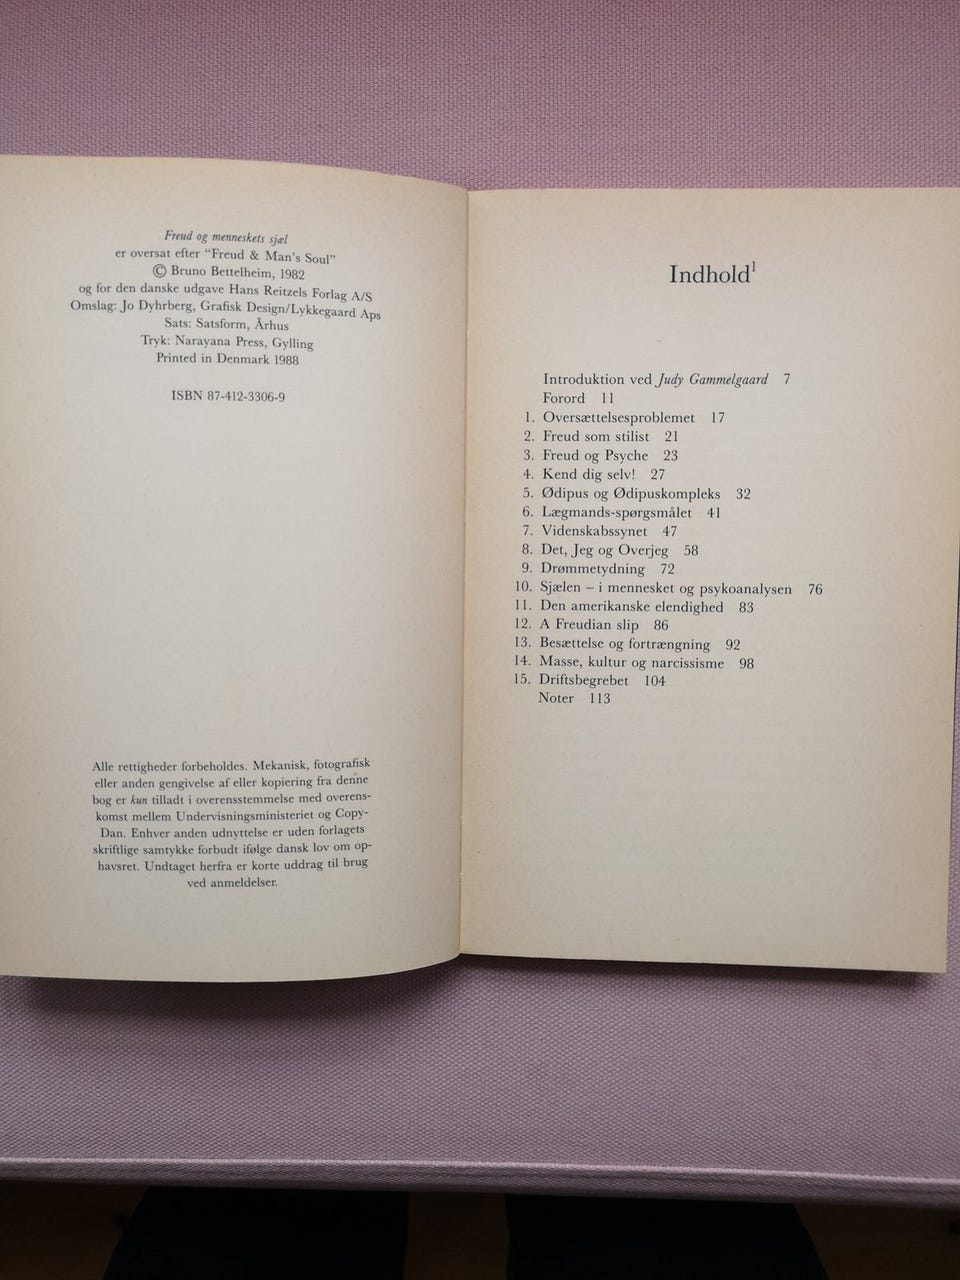 Freud og menneskets sjæl
er oversat efter "Freud & Man's Soul"
© Bruno Bettelheim, 1982
og for den danske udgave Hans Reitzels Forlag A/S
Omslag: Jo Dyhrberg, Grafisk Design/Lykkegaard Aps
Sats: Satsform, Århus
Tryk: Narayana Press, Gylling
Printed in Denmark 1988
ISBN 87-412-3306-9
Alle rettigheder forbeholdes. Mekanisk, fotografisk
eller anden gengivelse af eller kopiering fra denne
bog er kun tilladt i overensstemmelse med overens-
komst mellem Undervisningsministeriet og Copy-
Dan. Enhver anden udnyttelse er uden forlagets
skriftlige samtykke forbudt ifølge dansk lov om op-
havsret. Undtaget herfra er korte uddrag til brug
ved anmeldelser.
Indhold¹
Introduktion ved Judy Gammelgaard 7
Forord 11
1. Oversættelsesproblemet 17
2. Freud som stilist 21
3. Freud og Psyche 23
4. Kend dig selv! 27
5. Ødipus og Ødipuskompleks 32
6. Lægmands-spørgsmålet 41
7. Videnskabssynet 47
8. Det, Jeg og Overjeg 58
9. Drømmetydning 72
10. Sjælen – i mennesket og psykoanalysen 76
11. Den amerikanske elendighed 83
12. A Freudian slip 86
13. Besættelse og fortrængning 92
14. Masse, kultur og narcissisme 98
15. Driftsbegrebet 104
Noter 113